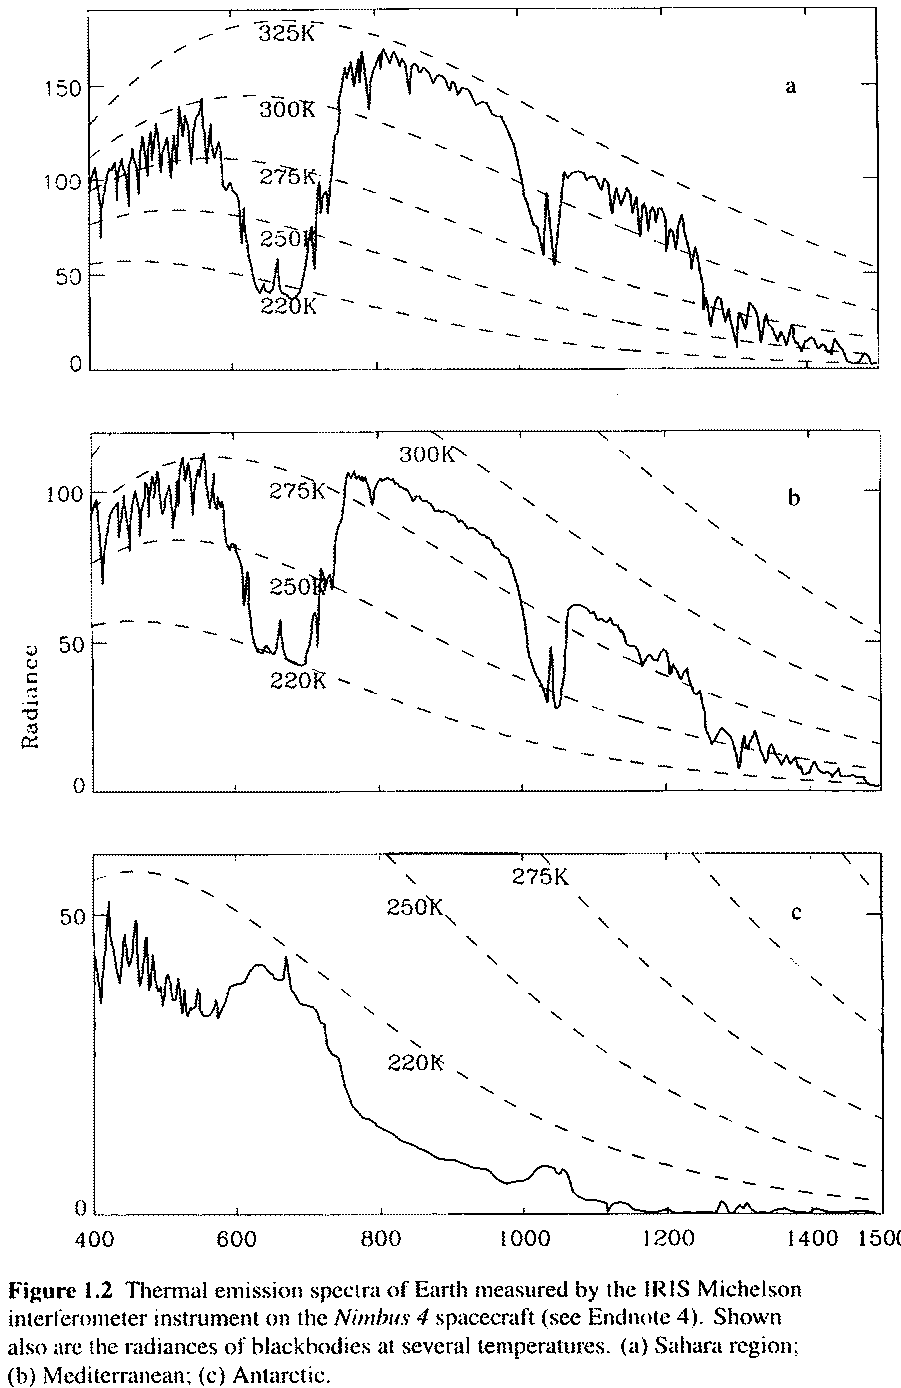 325K
150
a
300K
100
275K
250K
50
220K
0
300K
100
275K
b
250K
50
220K
0
Radiance
275K
50
250K
c
220K
0
400 600 800 1000 1200 1400 1500
Figure 1.2 Thermal emission spectra of Earth measured by the IRIS Michelson
interferometer instrument on the Nimbus 4 spacecraft (see Endnote 4). Shown
also are the radiances of blackbodies at several temperatures. (a) Sahara region;
(b) Mediterranean; (c) Antarctic.